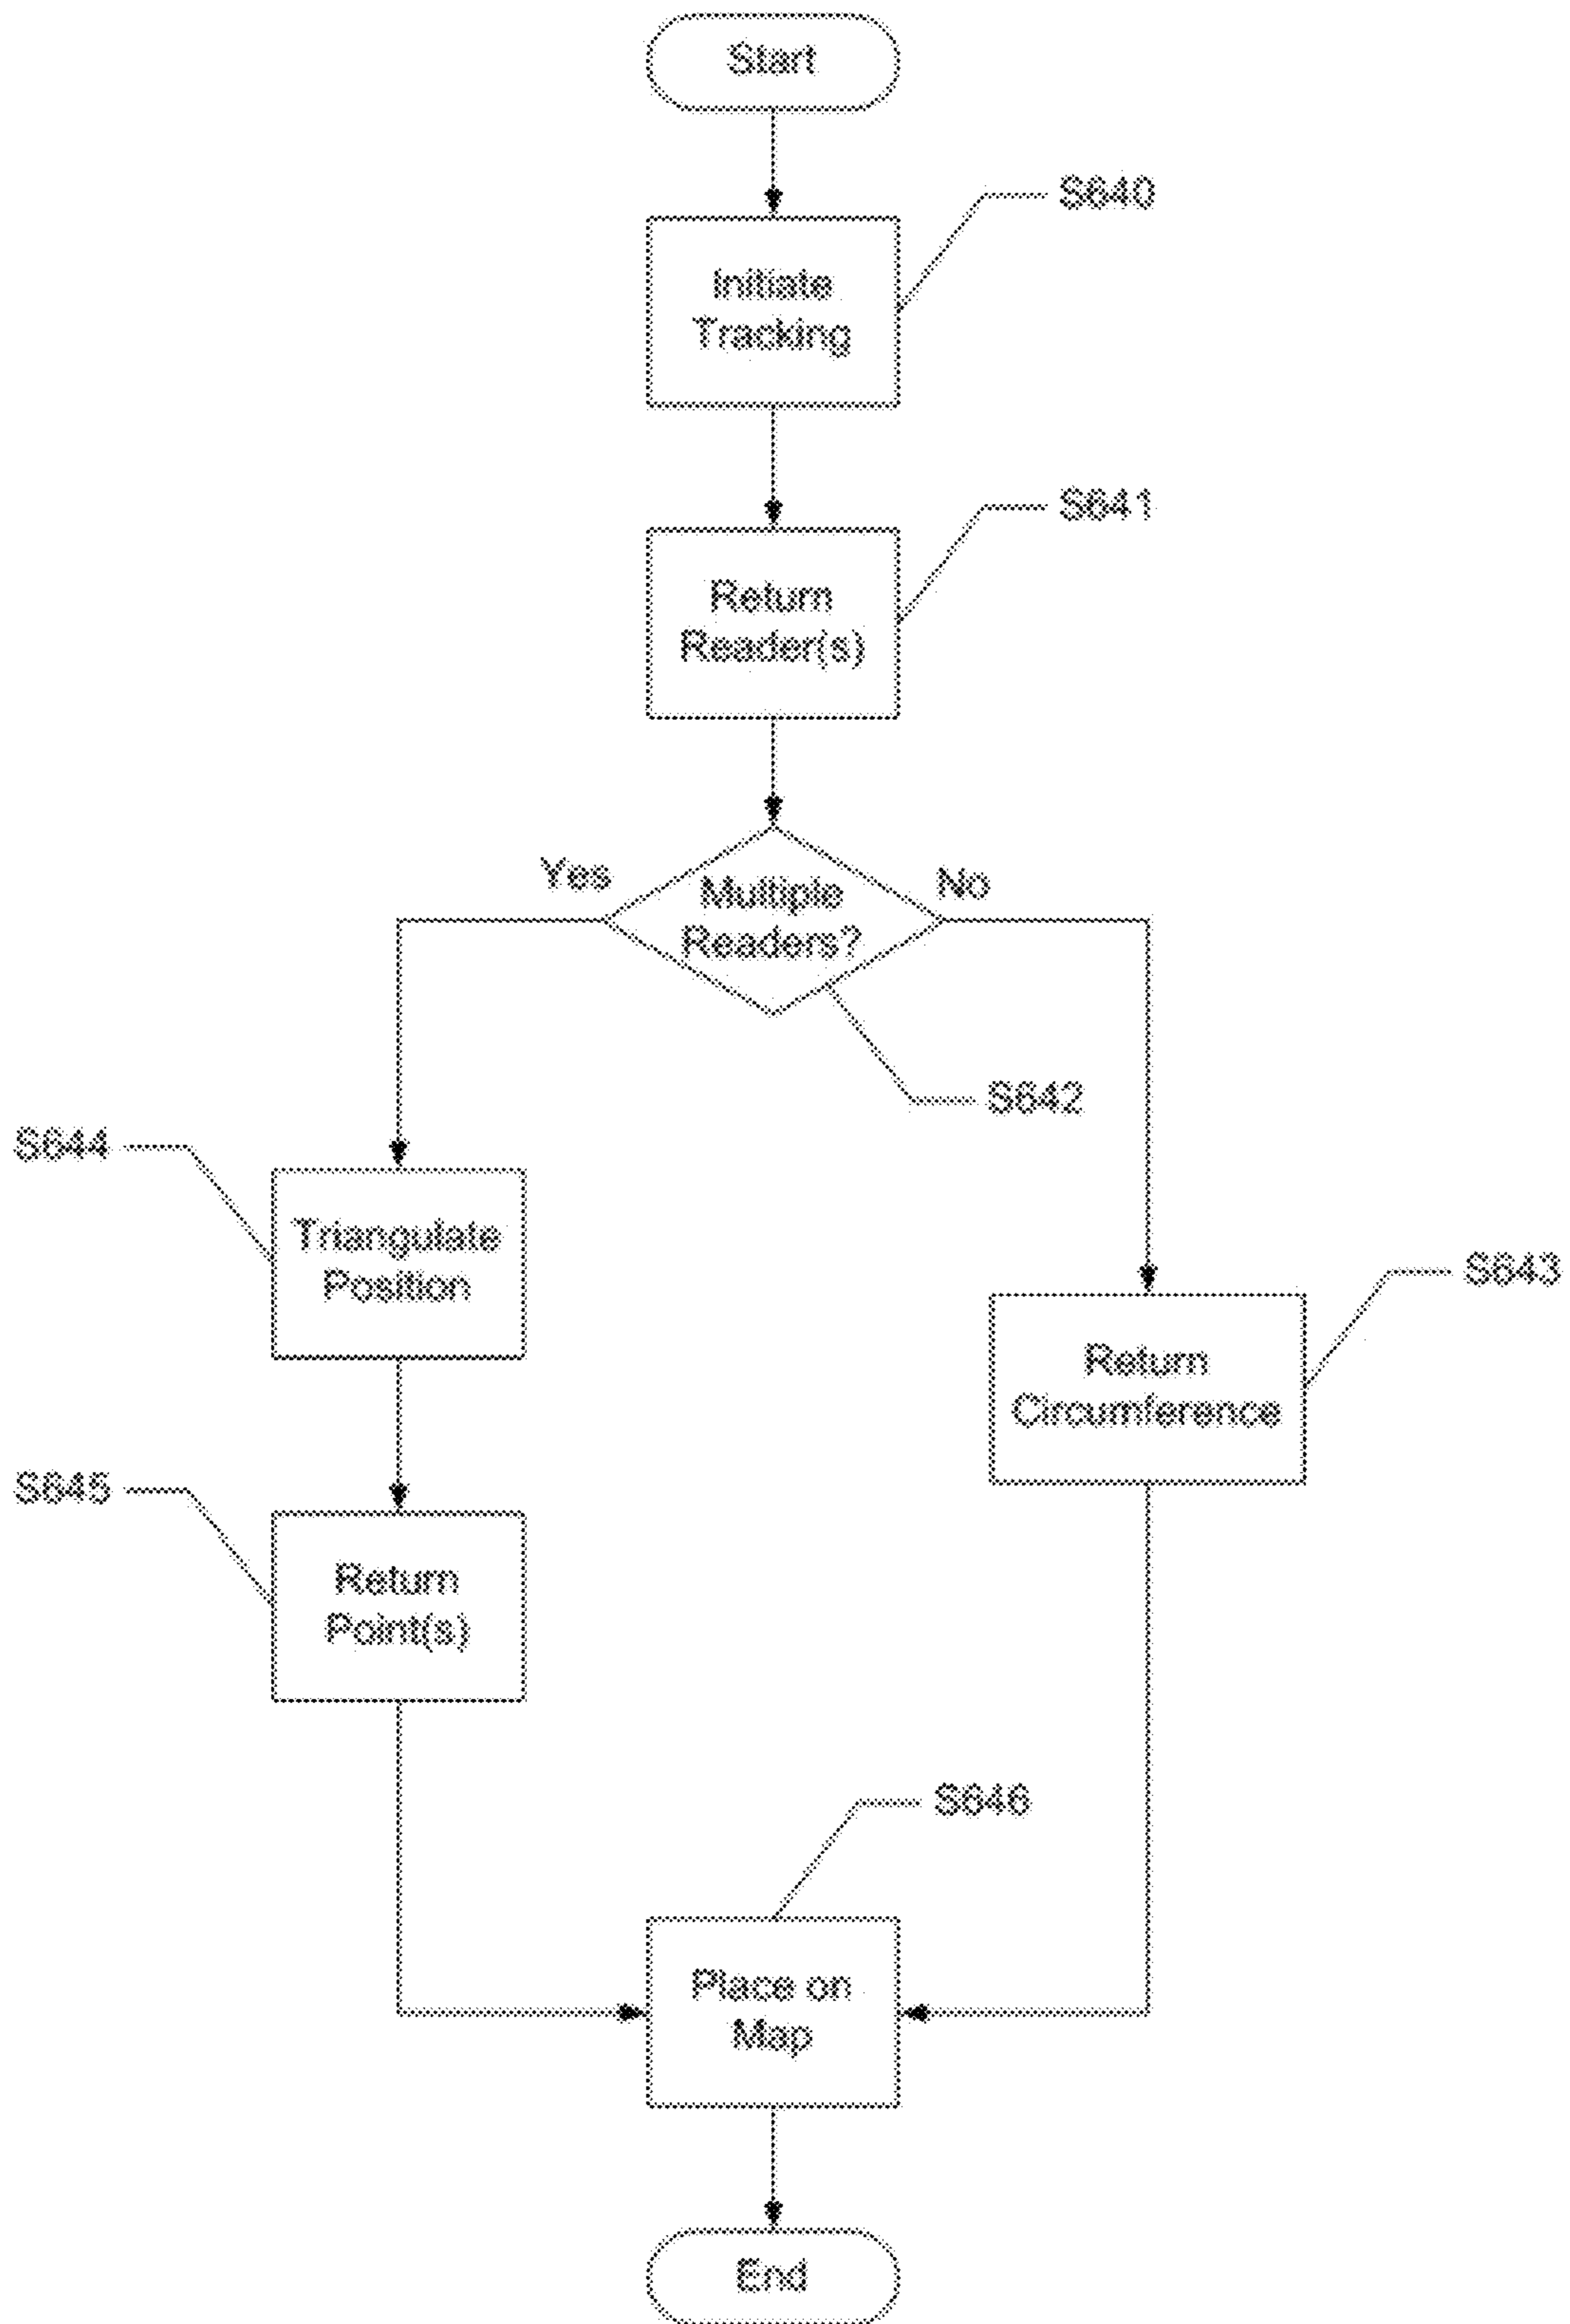 Start
S640
Initiate
Tracking
S641
Return
Reader(s)
Yes
No
Multiple
Readers?
S642
S644
Triangulate
Position
S643
Return
Circumference
S645
Return
Point(s)
S646
Place on
Map
End